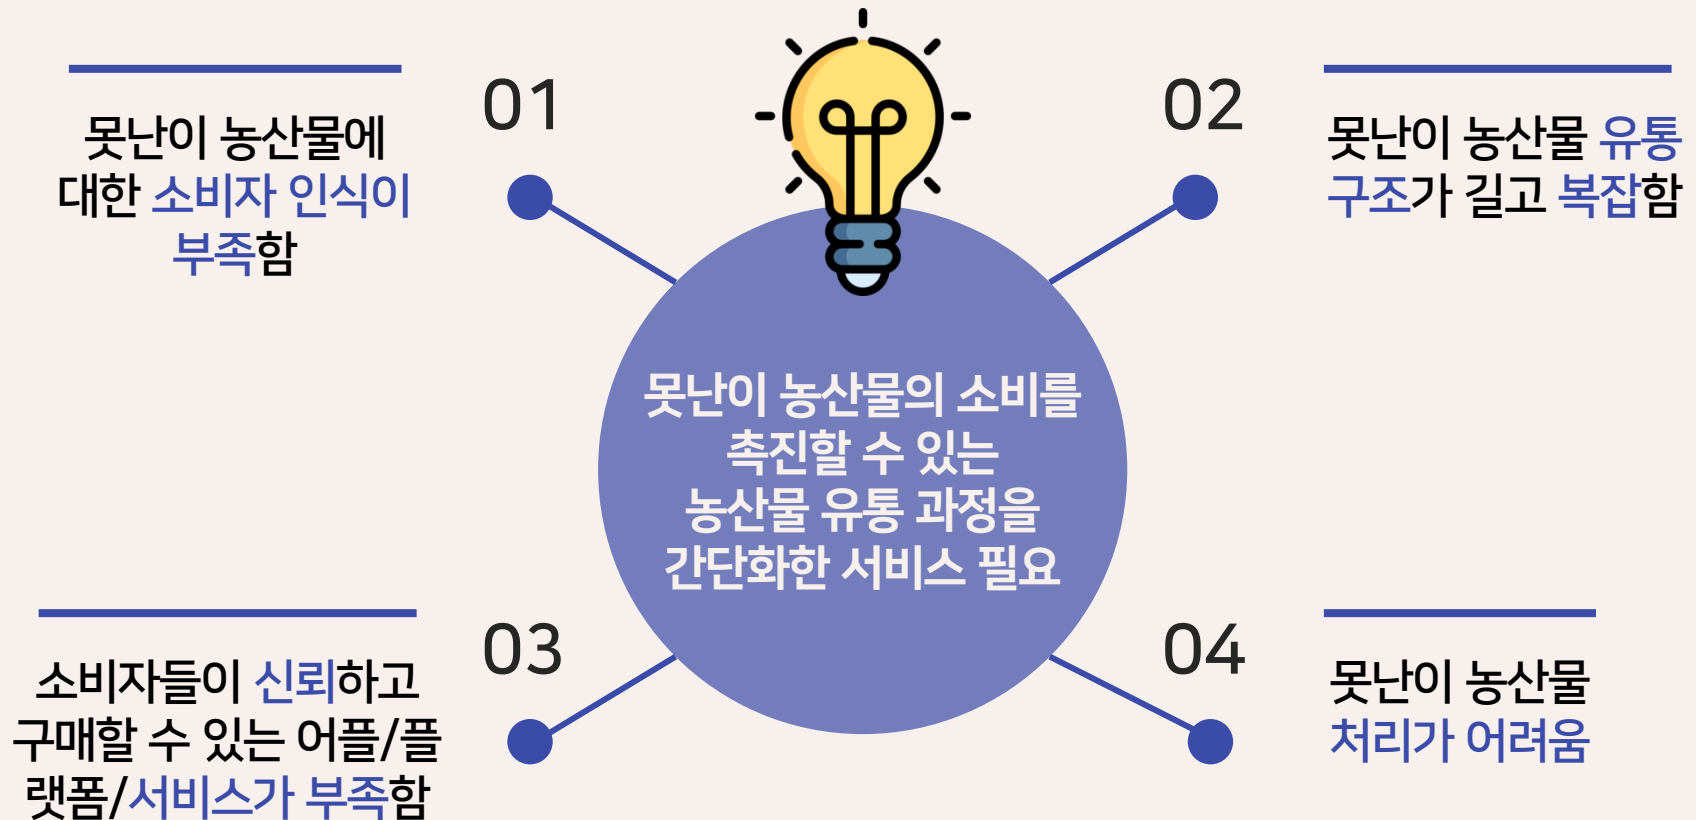 01
못난이 농산물에
대한 소비자 인식이
부족함
02
못난이 농산물 유통
구조가 길고 복잡함
못난이 농산물의 소비를
촉진할 수 있는
농산물 유통 과정을
간단화한 서비스 필요
03
소비자들이 신뢰하고
구매할 수 있는 어플/플
랫폼/서비스가 부족함
04
못난이 농산물
처리가 어려움